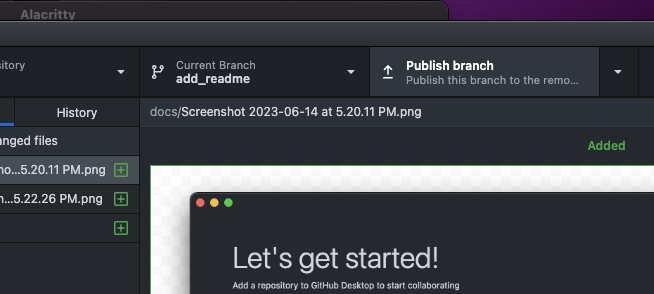 Alacritty
itory
Current Branch
add_readme
Publish branch
Publish this branch to the remo...
History
docs/Screenshot 2023-06-14 at 5.20.11 PM.png
anged files
Added
no...5.20.11 PM.png
n...5.22.26 PM.png
Let's get started!
Add a repository to GitHub Desktop to start collaborating